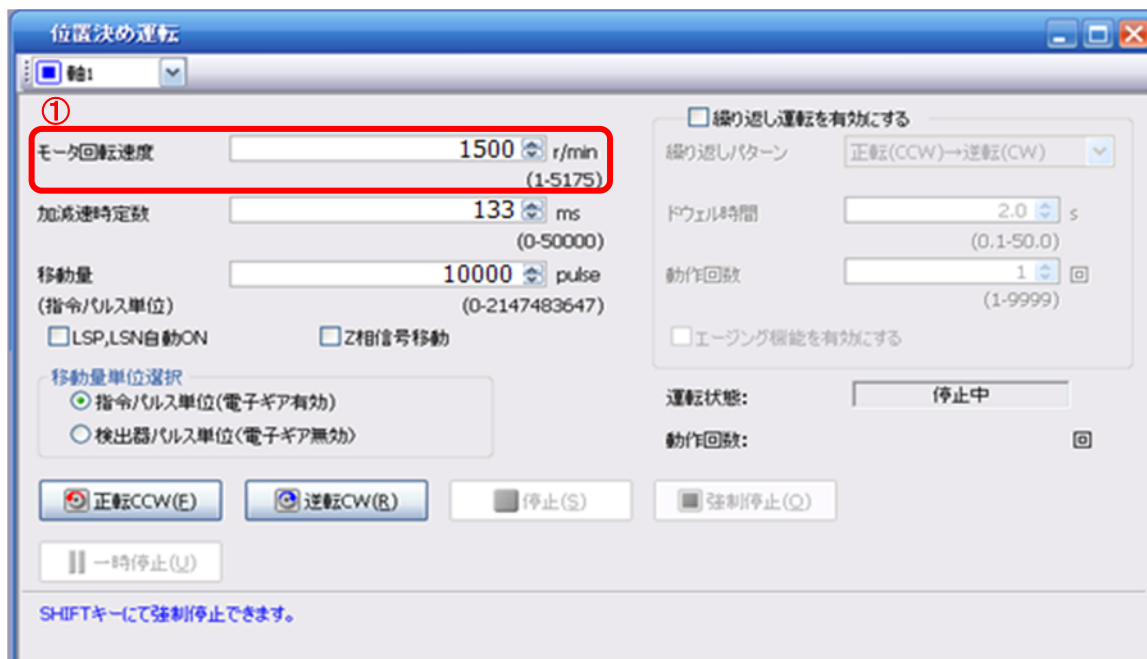 位置決め運転
軸1
①
モータ回転速度 1500 r/min
(1-5175)
加減速時定数 133 ms
(0-50000)
移動量 10000 pulse
(指令パルス単位) (0-2147483647)
LSP,LSN自動ON Z相信号移動
移動量単位選択
指令パルス単位(電子ギア有効)
検出器パルス単位(電子ギア無効)
繰り返し運転を有効にする
繰り返しパターン 正転(CCW)→逆転(CW)
ドウェル時間 2.0 s
(0.1-50.0)
動作回数 1 回
(1-9999)
エージング機能を有効にする
運転状態: 停止中
動作回数: 回
正転CCW(F) 逆転CW(R) 停止(S) 強制停止(O)
一時停止(U)
SHIFTキーにて強制停止できます。